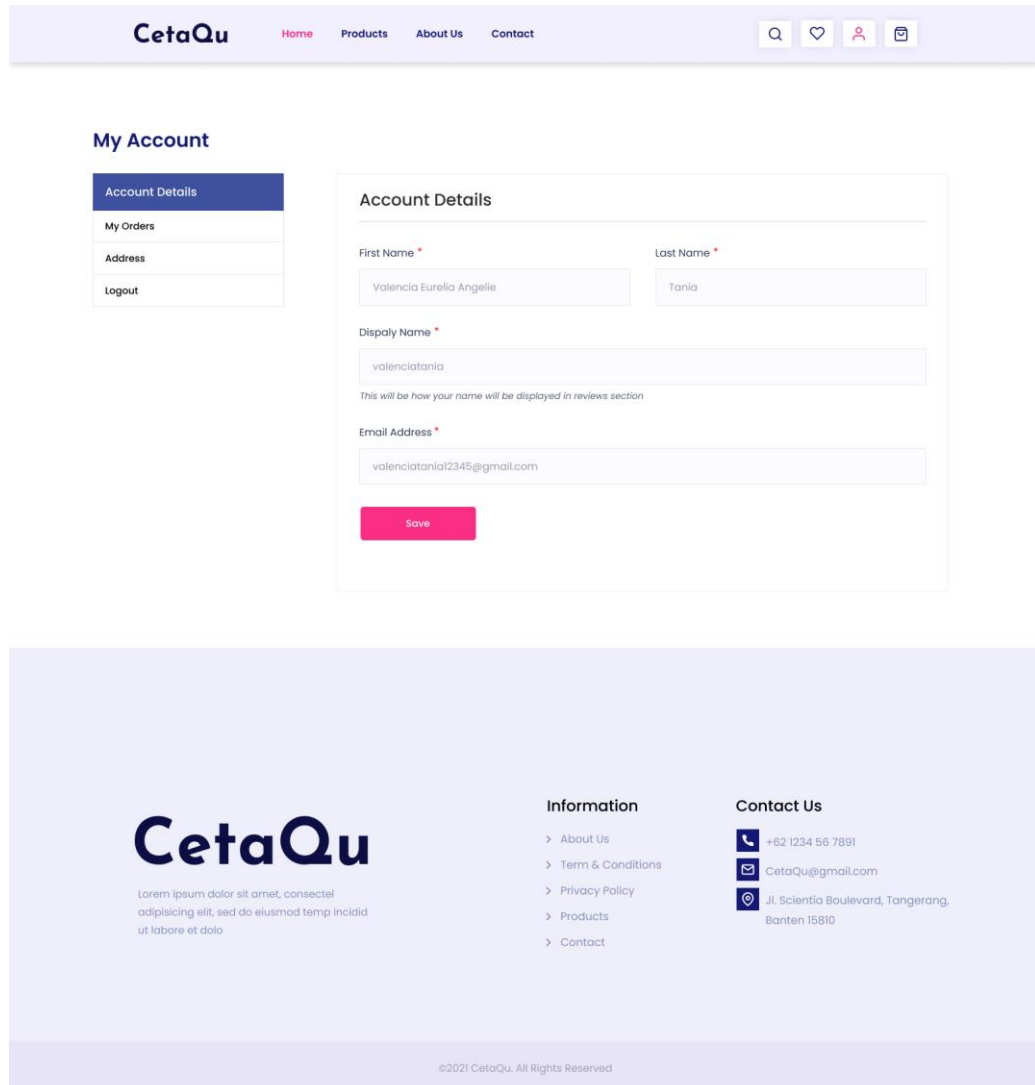 CetaQu Home Products About Us Contact
My Account
Account Details
My Orders
Address
Logout
Account Details
First Name * Last Name *
Valencia Eurelia Angelie Tania
Dispaly Name *
valenciatania
This will be how your name will be displayed in reviews section
Email Address *
valenciatania12345@gmail.com
Save
CetaQu
Lorem ipsum dolor sit amet, consectel
adipisicing elit, sed do eiusmod temp incidid
ut labore et dolo
Information
> About Us
> Term & Conditions
> Privacy Policy
> Products
> Contact
Contact Us
+62 1234 56 7891
CetaQu@gmail.com
Jl. Scientia Boulevard, Tangerang,
Banten 15810
©2021 CetaQu. All Rights Reserved